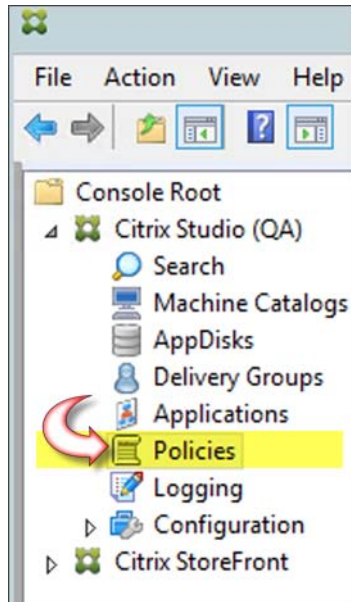 File Action View Help
Console Root
Citrix Studio (QA)
Search
Machine Catalogs
AppDisks
Delivery Groups
Applications
Policies
Logging
Configuration
Citrix StoreFront